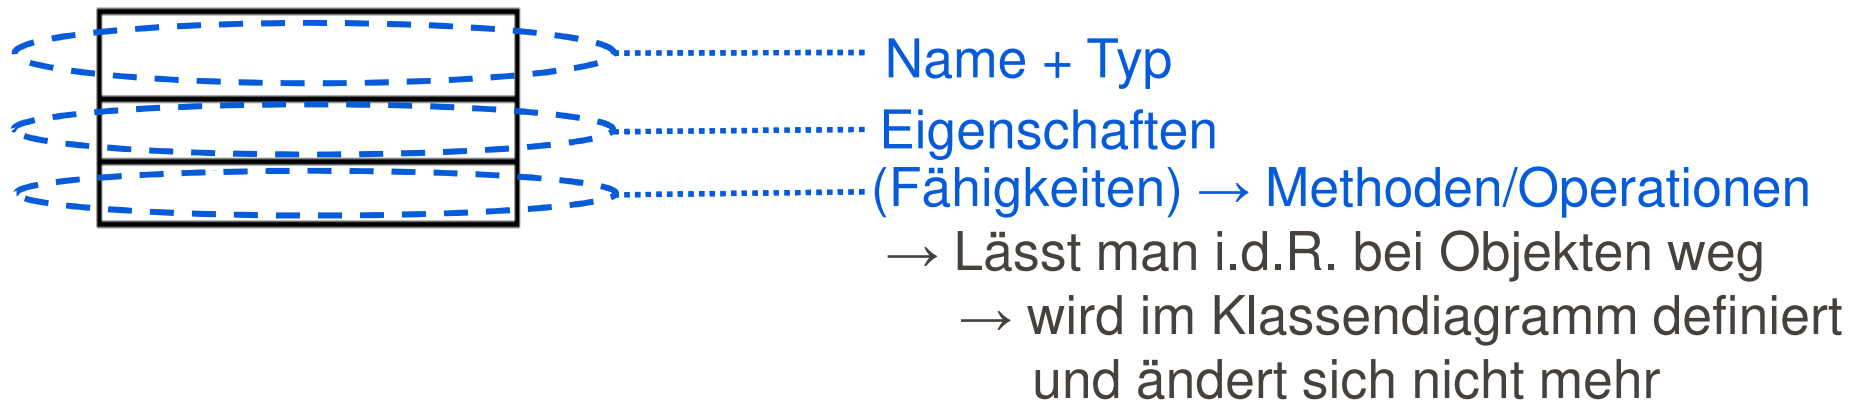 Name + Typ
Eigenschaften
(Fähigkeiten) → Methoden/Operationen
→ Lässt man i.d.R. bei Objekten weg
→ wird im Klassendiagramm definiert
und ändert sich nicht mehr